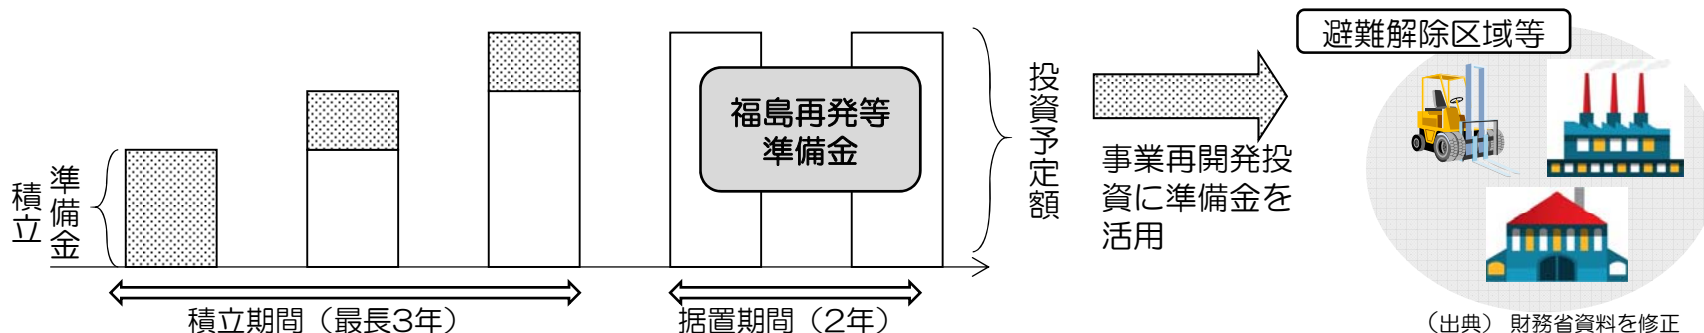 避難解除区域等
準備金
積立
福島再発等
準備金
投資予定額
事業再開発投
資に準備金を
活用
積立期間（最長3年）
据置期間（2年）
（出典） 財務省資料を修正